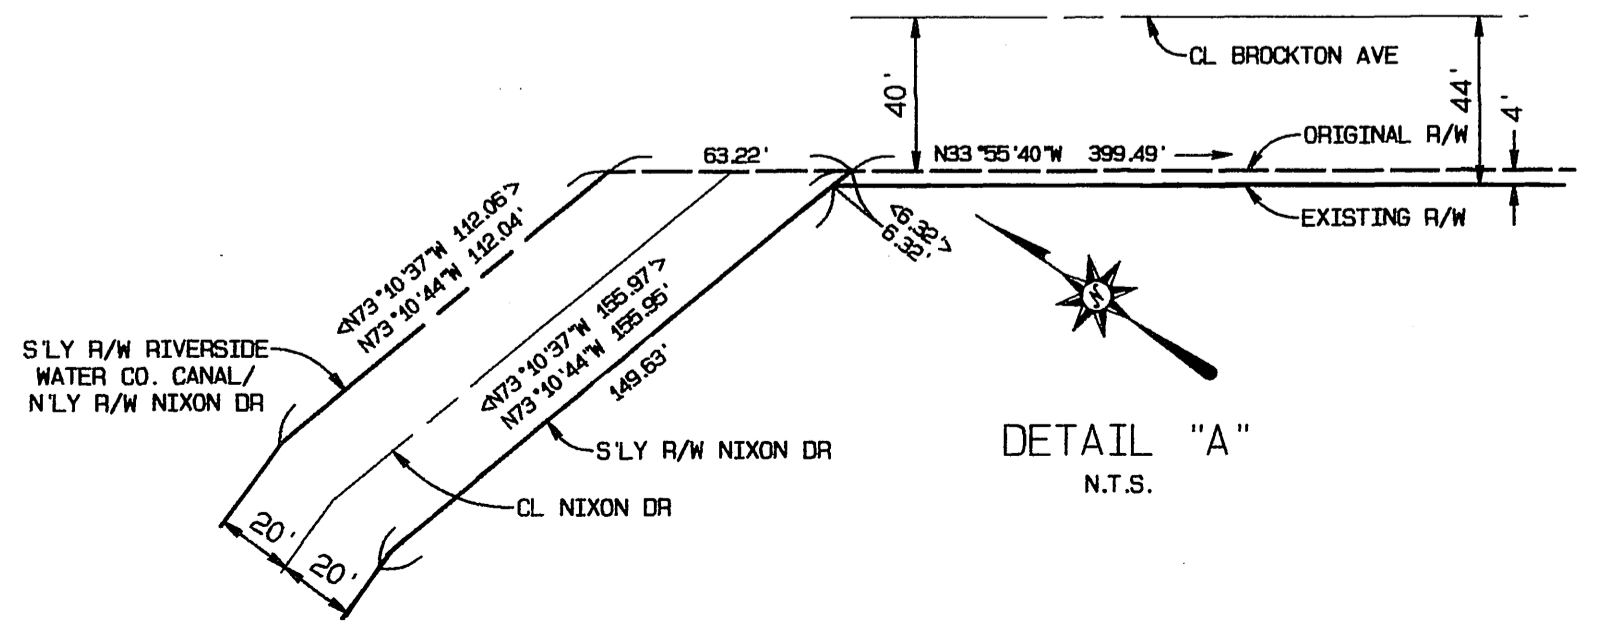 CL BROCKTON AVE
40'
44'
4'
ORIGINAL R/W
63.22'
N33°55'40"W 399.49'
EXISTING R/W
<6.32'>
6.32'
<N73°10'37"W 112.06'>
N73°10'44"W 112.04'
<N73°10'37"W 155.97'>
N73°10'44"W 155.95'
149.63'
S'LY R/W RIVERSIDE
WATER CO. CANAL/
N'LY R/W NIXON DR
N
DETAIL "A"
N.T.S.
S'LY R/W NIXON DR
CL NIXON DR
20'
20'